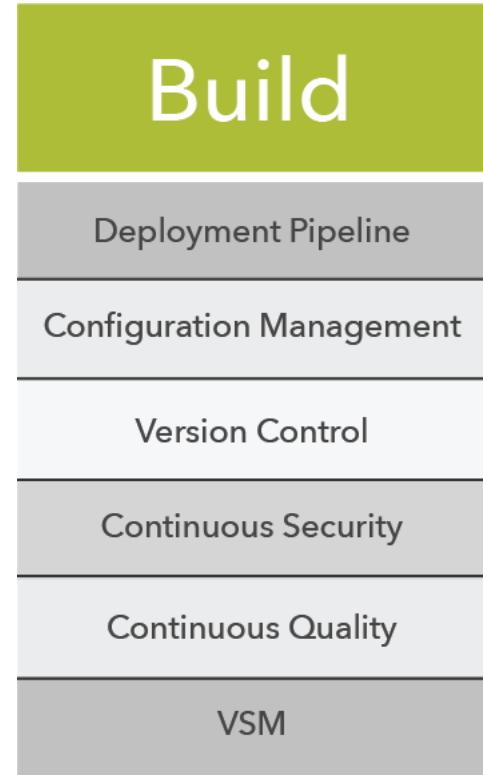 Build
Deployment Pipeline
Configuration Management
Version Control
Continuous Security
Continuous Quality
VSM